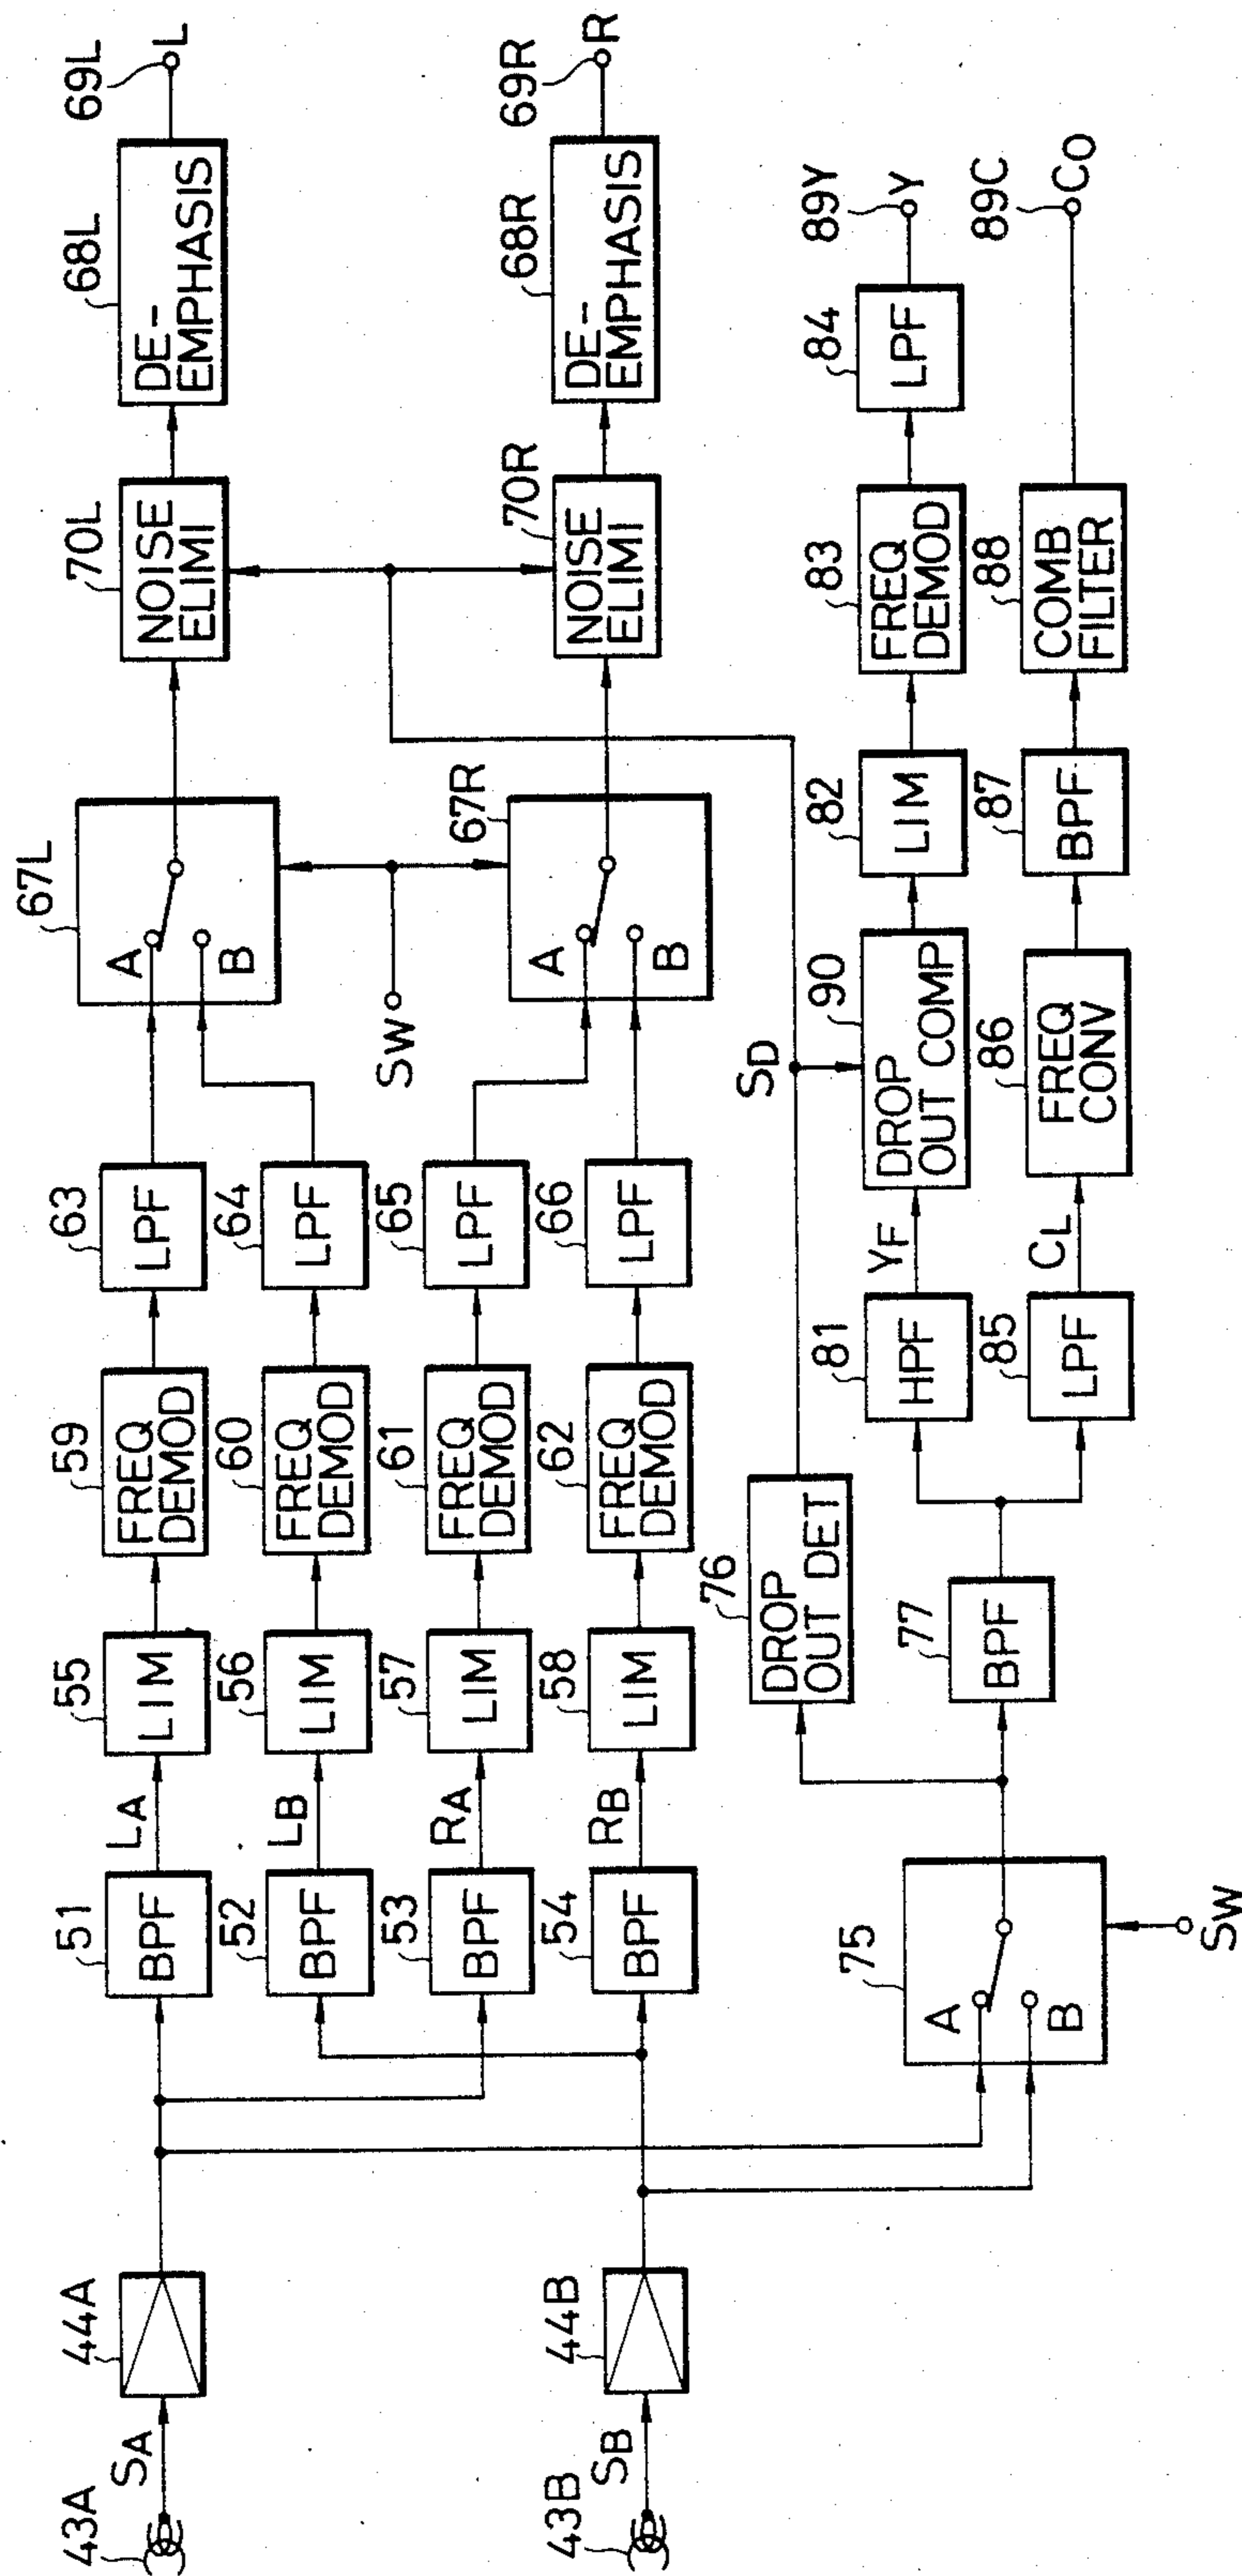 43A
SA
44A
43B
SB
44B
51
BPF
LA
55
LIM
59
FREQ
DEMOD
63
LPF
67L
A
B
70L
NOISE
ELIMI
68L
DE-
EMPHASIS
69L
L
52
BPF
LB
56
LIM
60
FREQ
DEMOD
64
LPF
SW
53
BPF
RA
57
LIM
61
FREQ
DEMOD
65
LPF
67R
A
B
70R
NOISE
ELIMI
68R
DE-
EMPHASIS
69R
R
54
BPF
RB
58
LIM
62
FREQ
DEMOD
66
LPF
75
A
B
SW
76
DROP
OUT DET
SD
77
BPF
81
HPF
YF
90
DROP
OUT COMP
82
LIM
83
FREQ
DEMOD
84
LPF
89Y
Y
85
LPF
CL
86
FREQ
CONV
87
BPF
88
COMB
FILTER
89C
CO